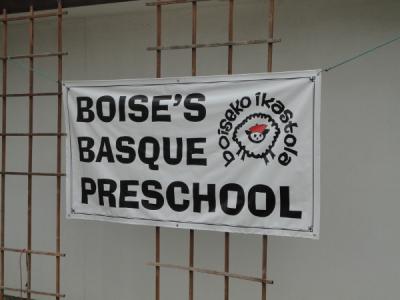 BOISE'S
BASQUE
PRESCHOOL
boiseko ikastola